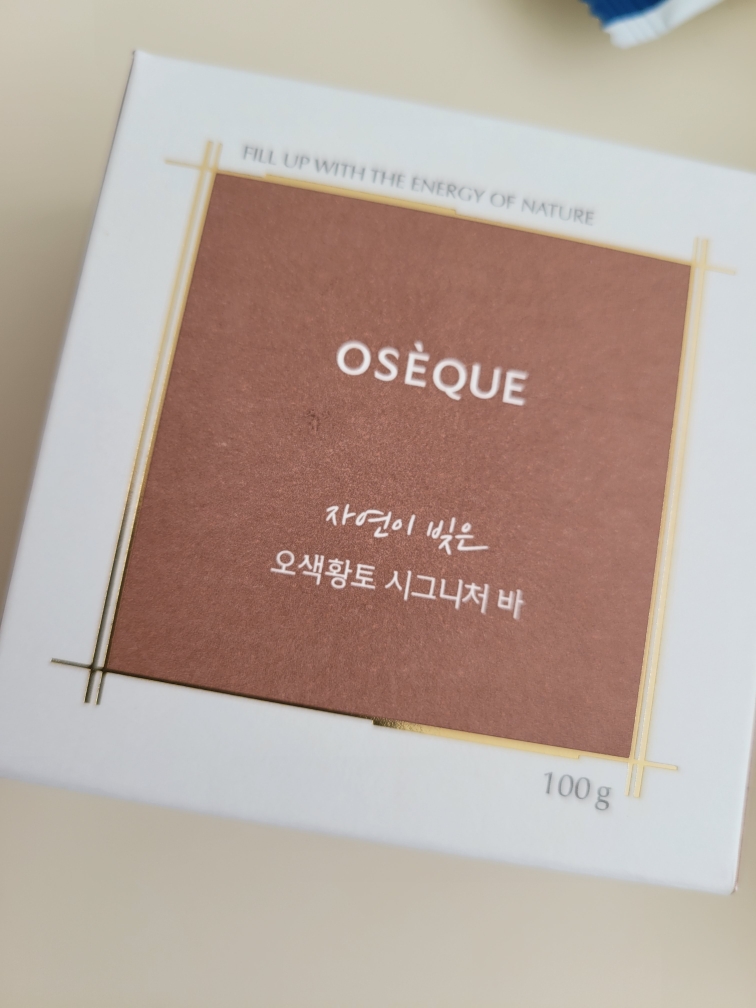 FILL UP WITH THE ENERGY OF NATURE
OSÈQUE
자연이 빚은
오색황토 시그니처 바
100g